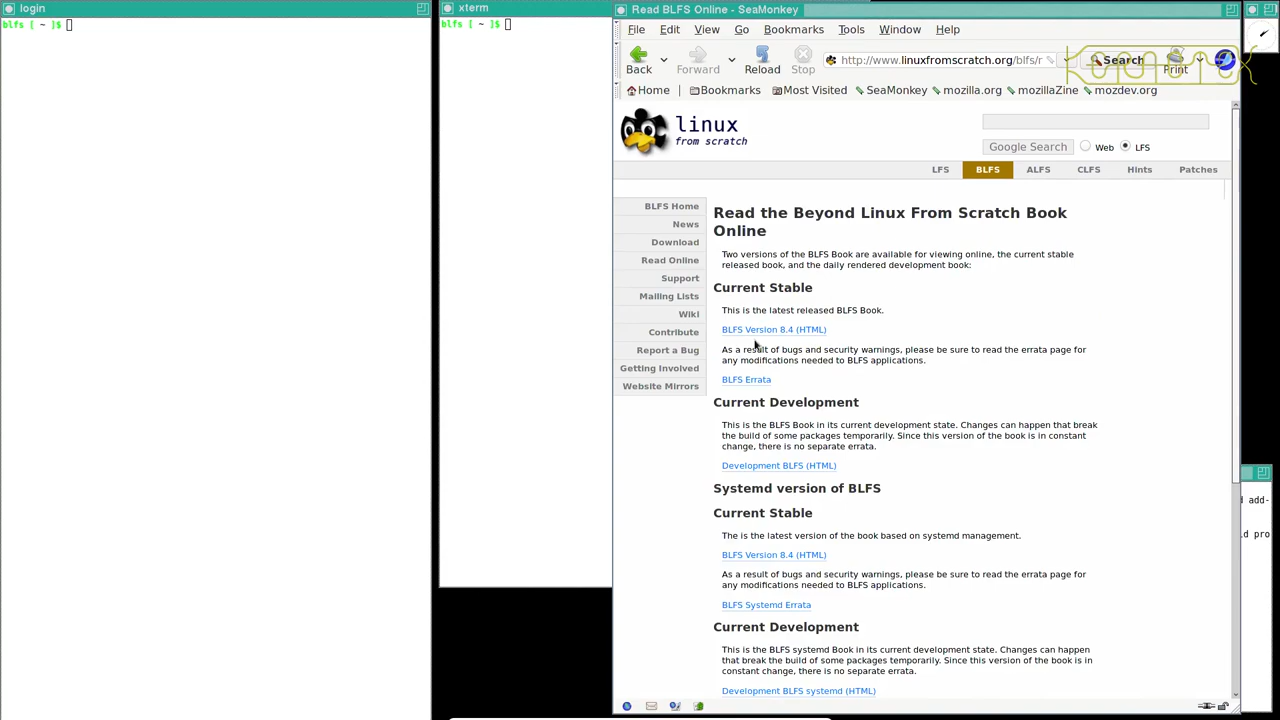 login
blfs [ ~ ]$
xterm
blfs [ ~ ]$
Read BLFS Online - SeaMonkey
File Edit View Go Bookmarks Tools Window Help
Back Forward Reload Stop http://www.linuxfromscratch.org/blfs/r Search Print
Home Bookmarks Most Visited SeaMonkey mozilla.org mozillaZine mozdev.org
linux
from scratch
Google Search Web LFS
LFS BLFS ALFS CLFS Hints Patches
BLFS Home
News
Download
Read Online
Support
Mailing Lists
Wiki
Contribute
Report a Bug
Getting Involved
Website Mirrors
Read the Beyond Linux From Scratch Book
Online
Two versions of the BLFS Book are available for viewing online, the current stable
released book, and the daily rendered development book:
Current Stable
This is the latest released BLFS Book.
BLFS Version 8.4 (HTML)
As a result of bugs and security warnings, please be sure to read the errata page for
any modifications needed to BLFS applications.
BLFS Errata
Current Development
This is the BLFS Book in its current development state. Changes can happen that break
the build of some packages temporarily. Since this version of the book is in constant
change, there is no separate errata.
Development BLFS (HTML)
Systemd version of BLFS
Current Stable
The is the latest version of the book based on systemd management.
BLFS Version 8.4 (HTML)
As a result of bugs and security warnings, please be sure to read the errata page for
any modifications needed to BLFS applications.
BLFS Systemd Errata
Current Development
This is the BLFS systemd Book in its current development state. Changes can happen
that break the build of some packages temporarily. Since this version of the book is in
constant change, there is no separate errata.
Development BLFS systemd (HTML)
d add-
ld pro